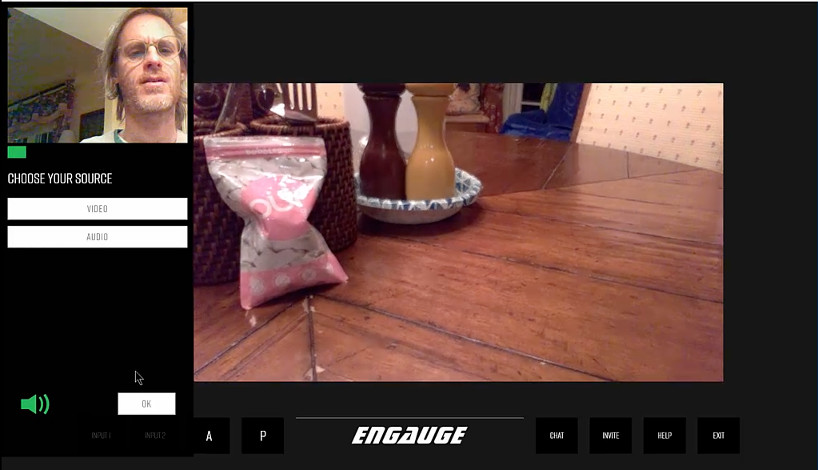 CHOOSE YOUR SOURCE
VIDEO
AUDIO
OK
INPUT 1 INPUT 2 A P ENGAUGE CHAT INVITE HELP EXIT